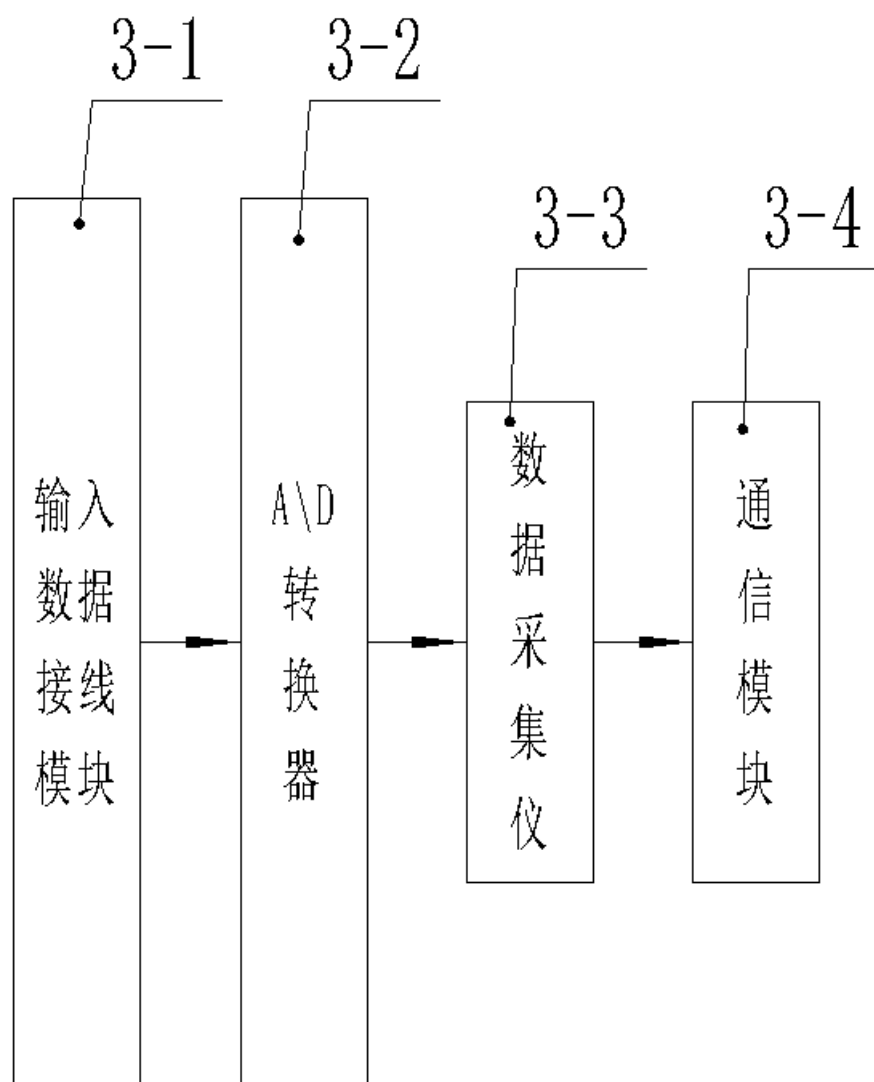 3-1
3-2
3-3
3-4
输入
数据
接线
模块
A\D
转
换
器
数
据
采
集
仪
通
信
模
块